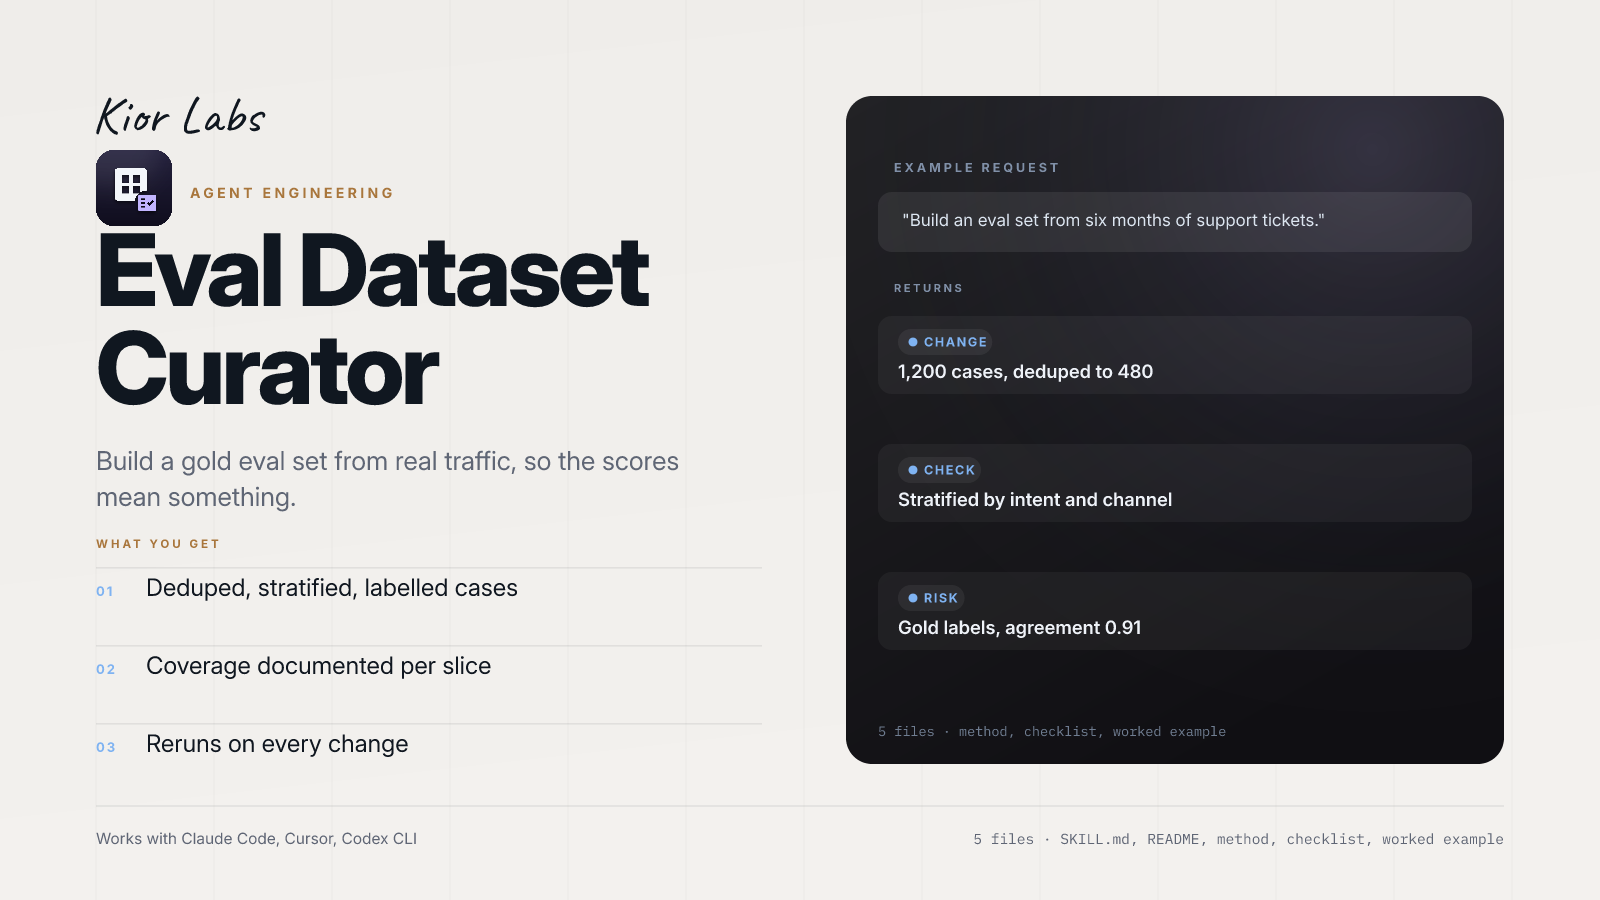 Kior Labs
AGENT ENGINEERING
Eval Dataset
Curator
Build a gold eval set from real traffic, so the scores
mean something.
WHAT YOU GET
01 Deduped, stratified, labelled cases
02 Coverage documented per slice
03 Reruns on every change
EXAMPLE REQUEST
"Build an eval set from six months of support tickets."
RETURNS
CHANGE
1,200 cases, deduped to 480
CHECK
Stratified by intent and channel
RISK
Gold labels, agreement 0.91
5 files · method, checklist, worked example
Works with Claude Code, Cursor, Codex CLI
5 files · SKILL.md, README, method, checklist, worked example